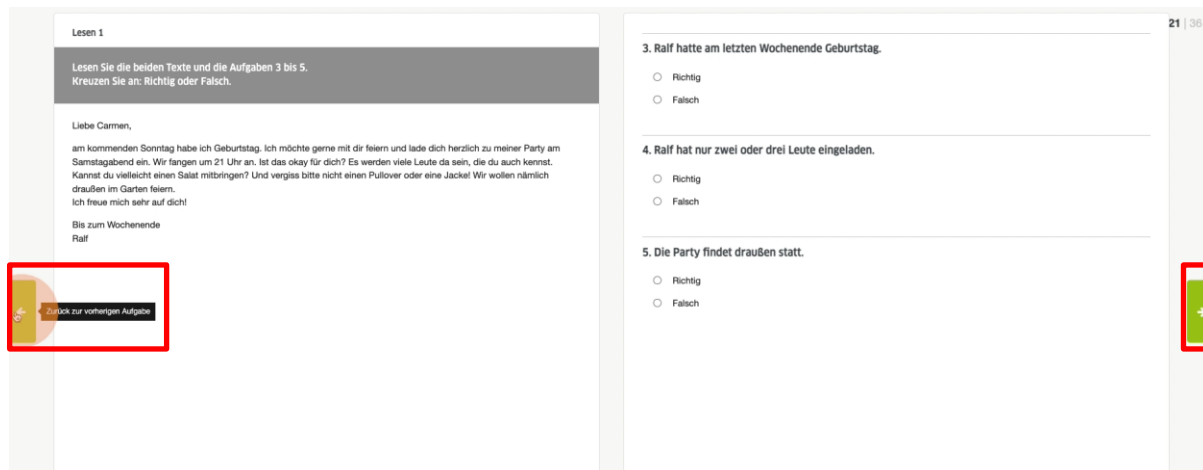 Lesen 1
Lesen Sie die beiden Texte und die Aufgaben 3 bis 5.
Kreuzen Sie an: Richtig oder Falsch.
Liebe Carmen,
am kommenden Sonntag habe ich Geburtstag. Ich möchte gerne mit dir feiern und lade dich herzlich zu meiner Party am
Samstagabend ein. Wir fangen um 21 Uhr an. Ist das okay für dich? Es werden viele Leute da sein, die du auch kennst.
Kannst du vielleicht einen Salat mitbringen? Und vergiss bitte nicht einen Pullover oder eine Jacke! Wir wollen nämlich
draußen im Garten feiern.
Ich freue mich sehr auf dich!
Bis zum Wochenende
Ralf
Zurück zur vorherigen Aufgabe
21 | 36
3. Ralf hatte am letzten Wochenende Geburtstag.
Richtig
Falsch
4. Ralf hat nur zwei oder drei Leute eingeladen.
Richtig
Falsch
5. Die Party findet draußen statt.
Richtig
Falsch